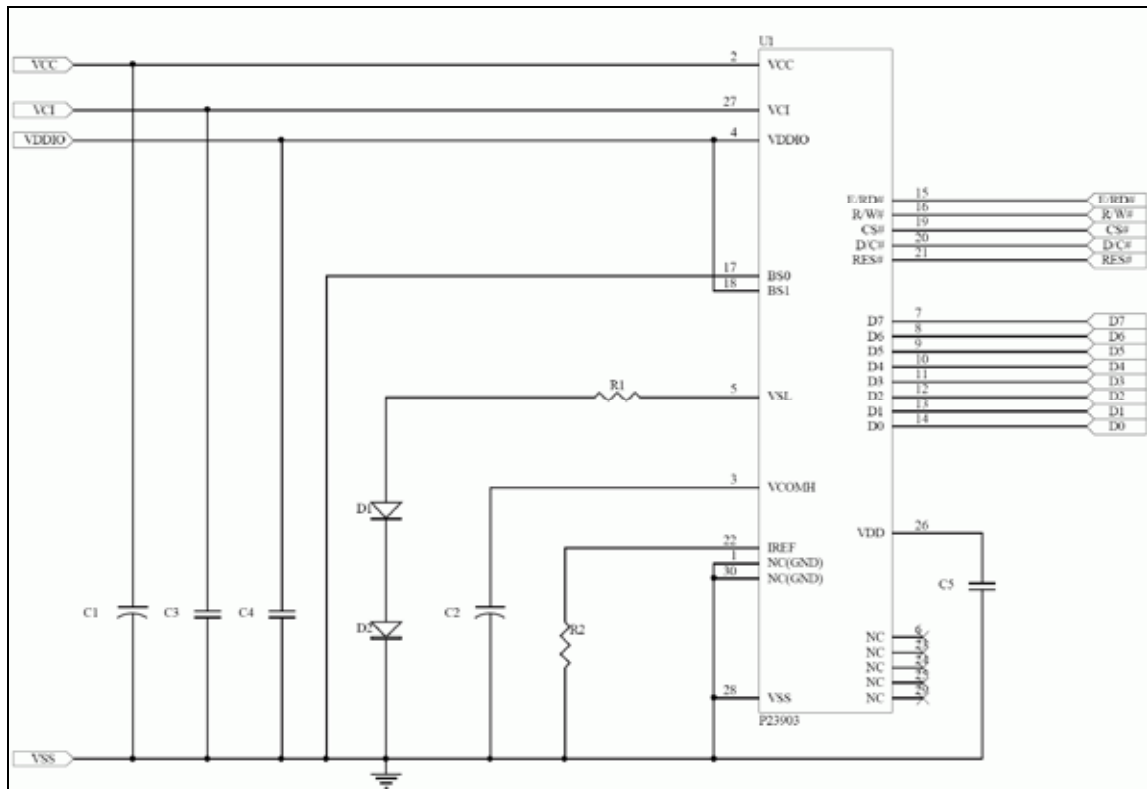 U1
VCC 2 VCC
VCI 27 VCI
VDDIO 4 VDDIO
E/RD# 15 E/RD#
R/W# 16 R/W#
CS# 19 CS#
D/C# 20 D/C#
RES# 21 RES#
17 BS0
18 BS1
D7 7 D7
D6 8 D6
D5 9 D5
D4 10 D4
D3 11 D3
D2 12 D2
D1 13 D1
D0 14 D0
R1 5 VSL
3 VCOMH
D1
VDD 26
22 IREF
1 NC(GND)
30 NC(GND)
C1 C3 C4 C2 C5
D2 R2
NC 6
NC
NC
NC
NC
28 VSS
P23903
VSS